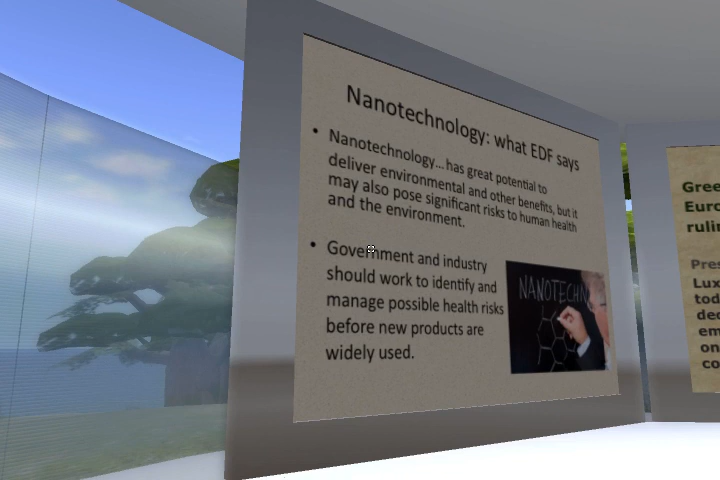 Nanotechnology: what EDF says
• Nanotechnology... has great potential to
deliver environmental and other benefits, but it
may also pose significant risks to human health
and the environment.
• Government and industry
should work to identify and
manage possible health risks
before new products are
widely used.
NANOTECHN
Gree
Euro
rulin
Pres
Lux
tod
dec
em
on
co